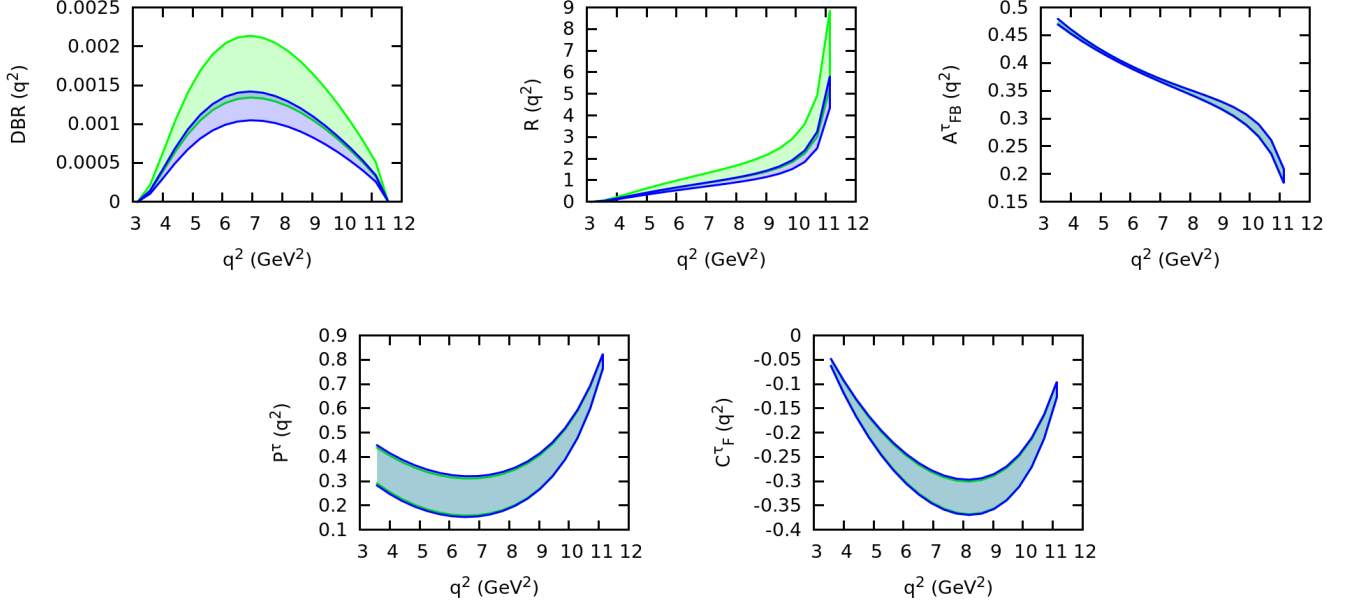 DBR (q²)
0.0025
0.002
0.0015
0.001
0.0005
0
3 4 5 6 7 8 9 10 11 12
q² (GeV²)
R (q²)
9
8
7
6
5
4
3
2
1
0
3 4 5 6 7 8 9 10 11 12
q² (GeV²)
A^τ_FB (q²)
0.5
0.45
0.4
0.35
0.3
0.25
0.2
0.15
3 4 5 6 7 8 9 10 11 12
q² (GeV²)
P^τ (q²)
0.9
0.8
0.7
0.6
0.5
0.4
0.3
0.2
0.1
3 4 5 6 7 8 9 10 11 12
q² (GeV²)
C^τ_F (q²)
0
-0.05
-0.1
-0.15
-0.2
-0.25
-0.3
-0.35
-0.4
3 4 5 6 7 8 9 10 11 12
q² (GeV²)